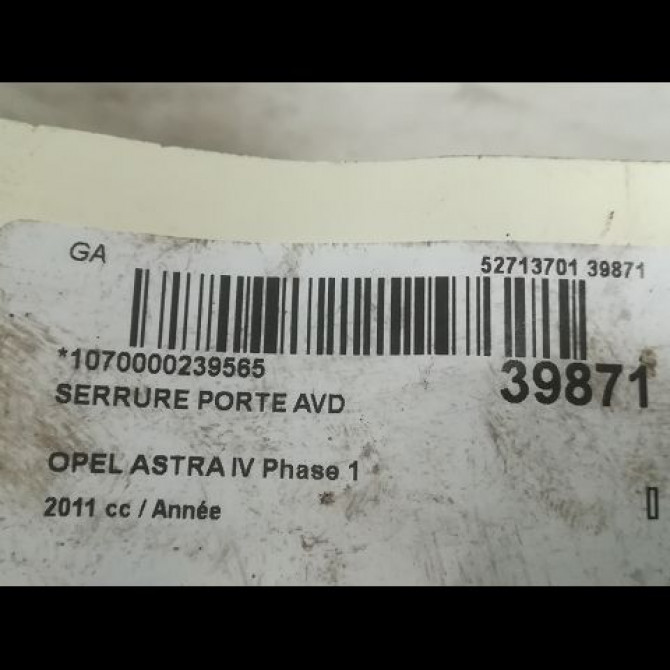 GA
52713701 39871
*1070000239565
39871
SERRURE PORTE AVD
OPEL ASTRA IV Phase 1
2011 cc / Année